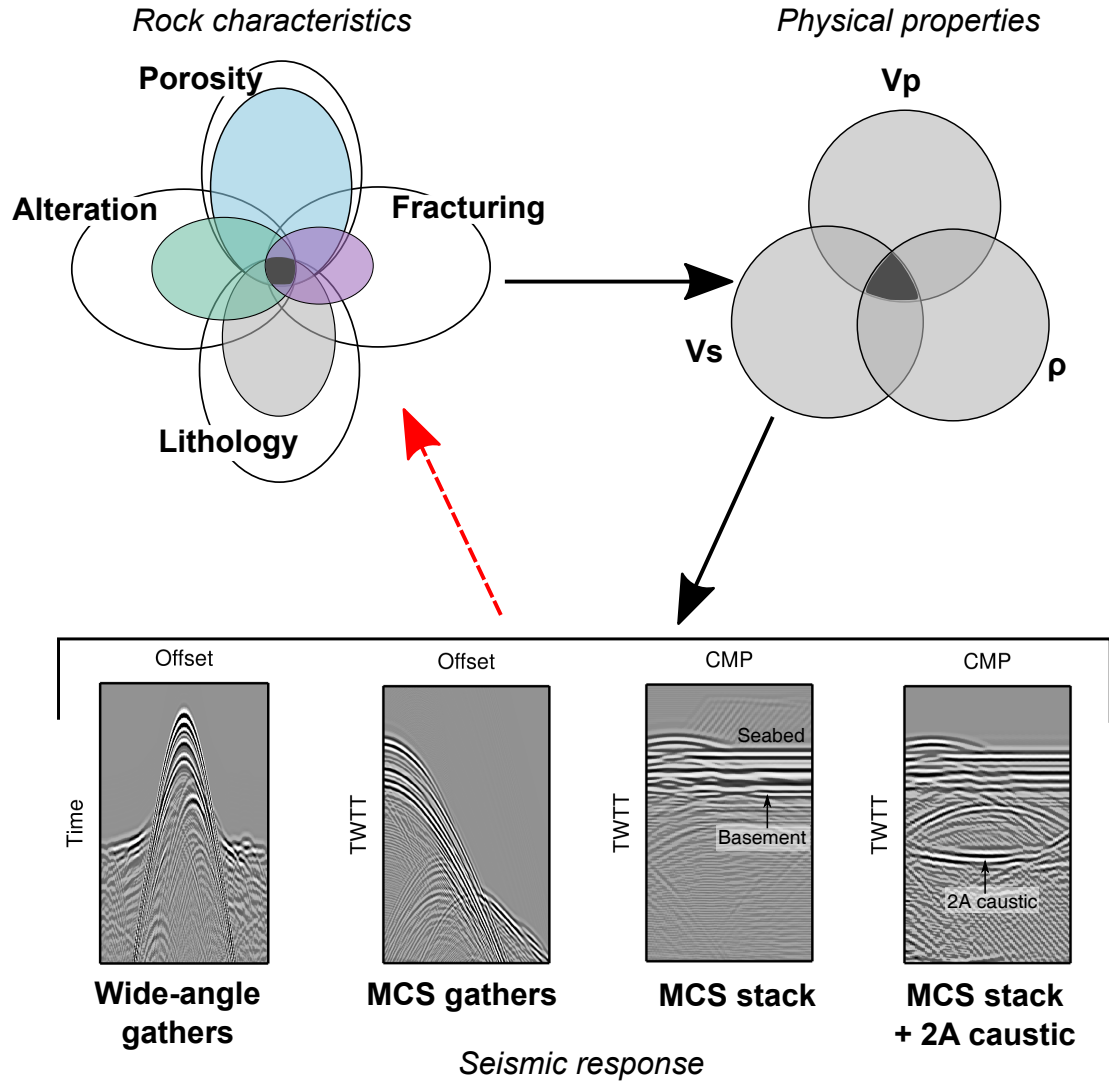 Rock characteristics
Physical properties
Porosity
Vp
Alteration
Fracturing
Vs
ρ
Lithology
Offset
Offset
CMP
CMP
Time
TWTT
TWTT
TWTT
Seabed
Basement
2A caustic
Wide-angle
gathers
MCS gathers
MCS stack
MCS stack
+ 2A caustic
Seismic response